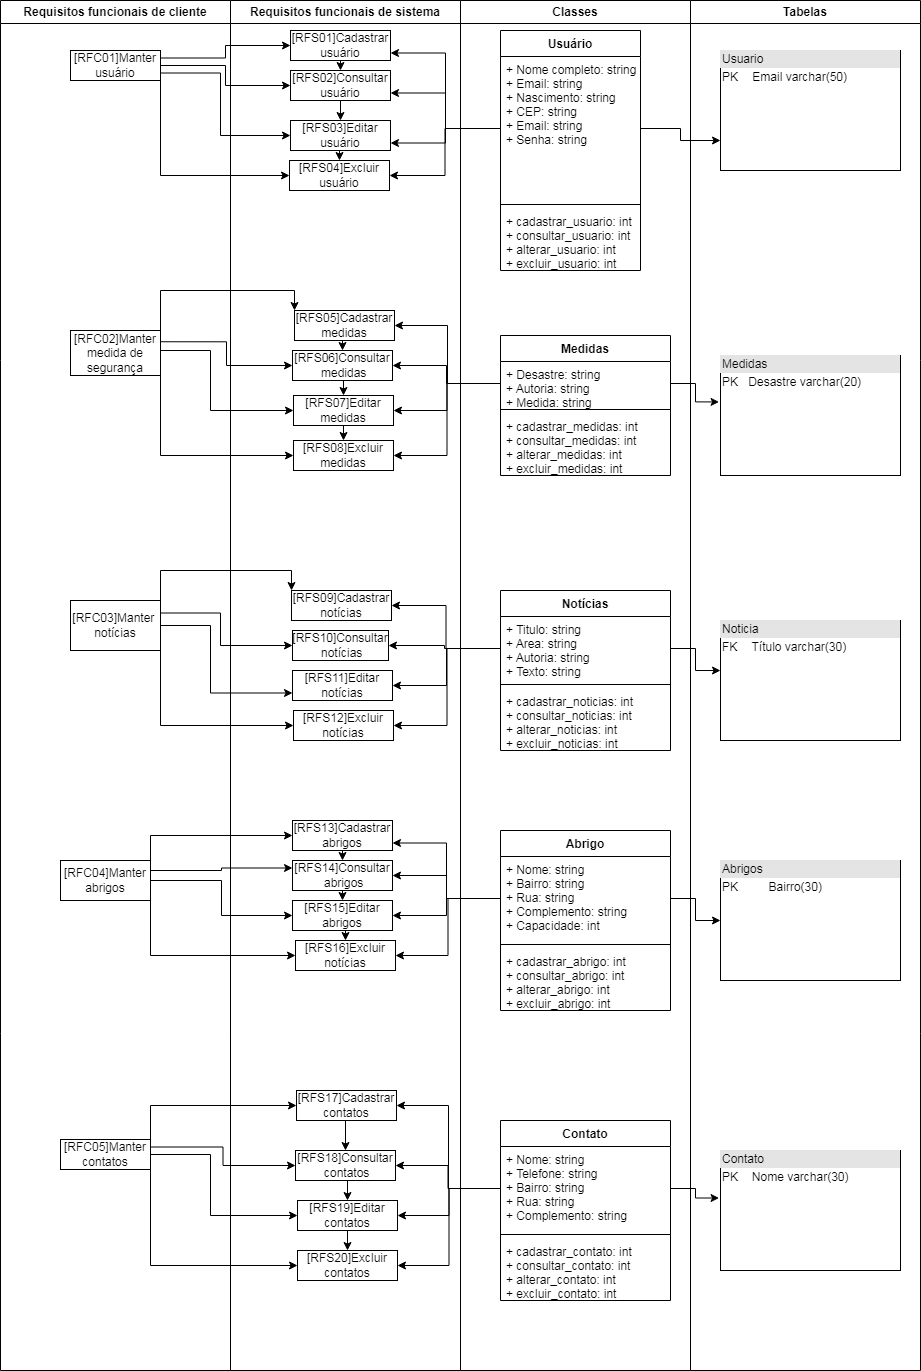 Requisitos funcionais de cliente
Requisitos funcionais de sistema
Classes
Tabelas
[RFC01]Manter
usuário
[RFS01]Cadastrar
usuário
[RFS02]Consultar
usuário
[RFS03]Editar
usuário
[RFS04]Excluir
usuário
Usuário
+ Nome completo: string
+ Email: string
+ Nascimento: string
+ CEP: string
+ Email: string
+ Senha: string
+ cadastrar_usuario: int
+ consultar_usuario: int
+ alterar_usuario: int
+ excluir_usuario: int
Usuario
PK Email varchar(50)
[RFC02]Manter
medida de
segurança
[RFS05]Cadastrar
medidas
[RFS06]Consultar
medidas
[RFS07]Editar
medidas
[RFS08]Excluir
medidas
Medidas
+ Desastre: string
+ Autoria: string
+ Medida: string
+ cadastrar_medidas: int
+ consultar_medidas: int
+ alterar_medidas: int
+ excluir_medidas: int
Medidas
PK Desastre varchar(20)
[RFC03]Manter
notícias
[RFS09]Cadastrar
notícias
[RFS10]Consultar
notícias
[RFS11]Editar
notícias
[RFS12]Excluir
notícias
Notícias
+ Titulo: string
+ Area: string
+ Autoria: string
+ Texto: string
+ cadastrar_noticias: int
+ consultar_noticias: int
+ alterar_noticias: int
+ excluir_noticias: int
Noticia
FK Título varchar(30)
[RFC04]Manter
abrigos
[RFS13]Cadastrar
abrigos
[RFS14]Consultar
abrigos
[RFS15]Editar
abrigos
[RFS16]Excluir
notícias
Abrigo
+ Nome: string
+ Bairro: string
+ Rua: string
+ Complemento: string
+ Capacidade: int
+ cadastrar_abrigo: int
+ consultar_abrigo: int
+ alterar_abrigo: int
+ excluir_abrigo: int
Abrigos
PK Bairro(30)
[RFC05]Manter
contatos
[RFS17]Cadastrar
contatos
[RFS18]Consultar
contatos
[RFS19]Editar
contatos
[RFS20]Excluir
contatos
Contato
+ Nome: string
+ Telefone: string
+ Bairro: string
+ Rua: string
+ Complemento: string
+ cadastrar_contato: int
+ consultar_contato: int
+ alterar_contato: int
+ excluir_contato: int
Contato
PK Nome varchar(30)